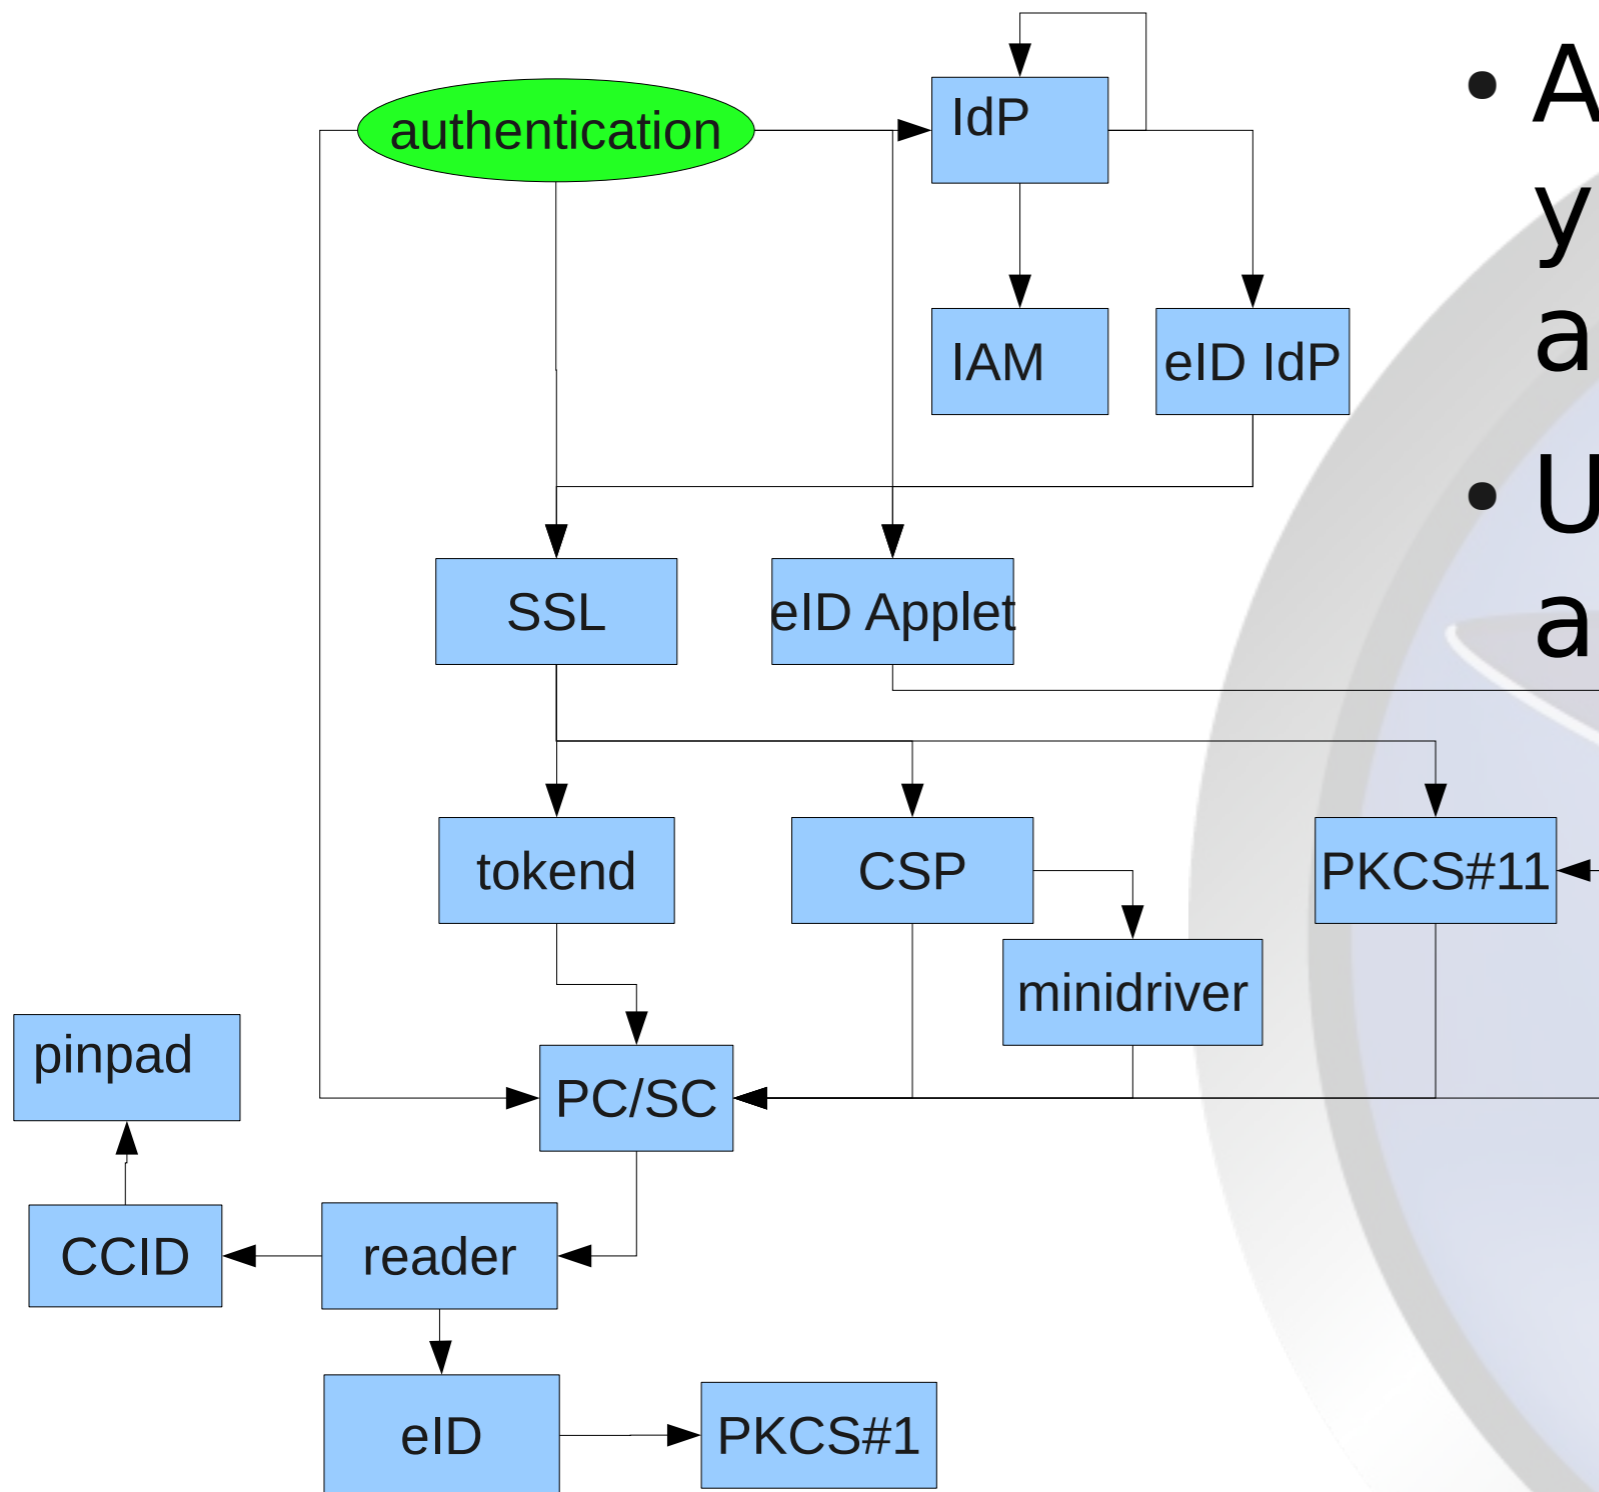 authentication
IdP
IAM
eID IdP
SSL
eID Applet
tokend
CSP
PKCS#11
minidriver
pinpad
PC/SC
CCID
reader
eID
PKCS#1
• A
y
a
• U
a